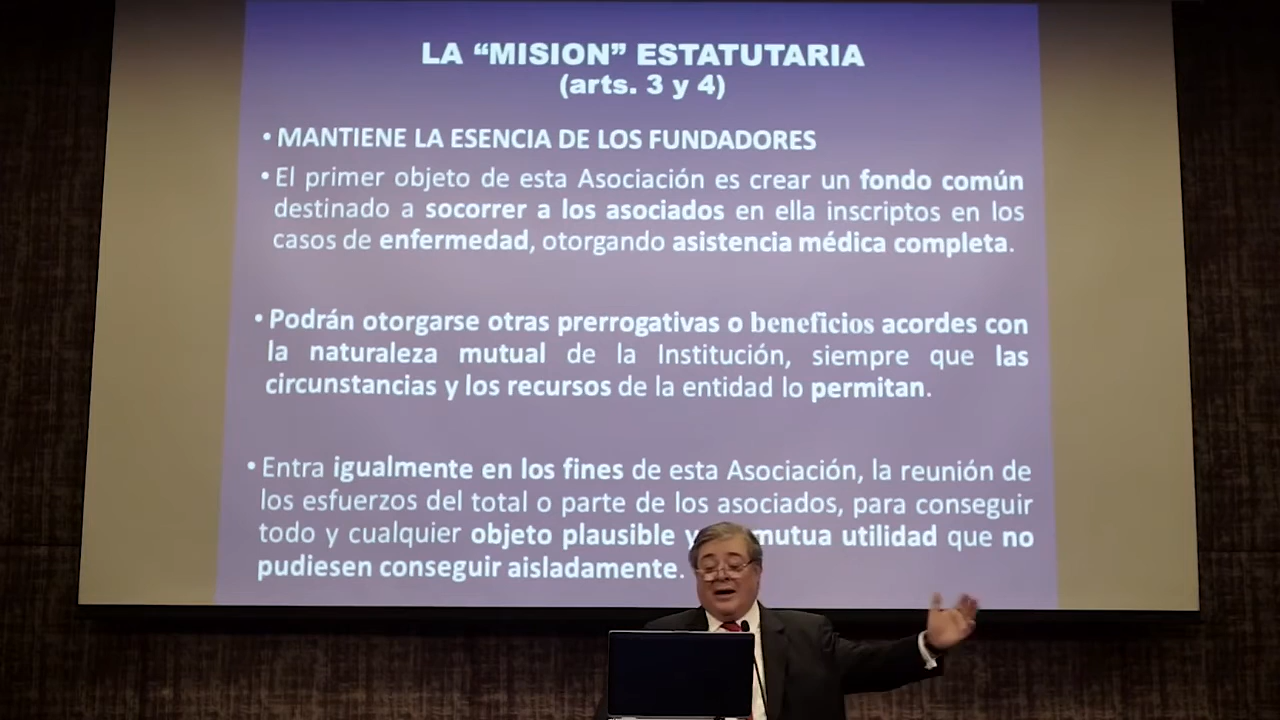 LA “MISION” ESTATUTARIA
(arts. 3 y 4)
• MANTIENE LA ESENCIA DE LOS FUNDADORES
• El primer objeto de esta Asociación es crear un fondo común
destinado a socorrer a los asociados en ella inscriptos en los
casos de enfermedad, otorgando asistencia médica completa.
• Podrán otorgarse otras prerrogativas o beneficios acordes con
la naturaleza mutual de la Institución, siempre que las
circunstancias y los recursos de la entidad lo permitan.
• Entra igualmente en los fines de esta Asociación, la reunión de
los esfuerzos del total o parte de los asociados, para conseguir
todo y cualquier objeto plausible y mutua utilidad que no
pudiesen conseguir aisladamente.